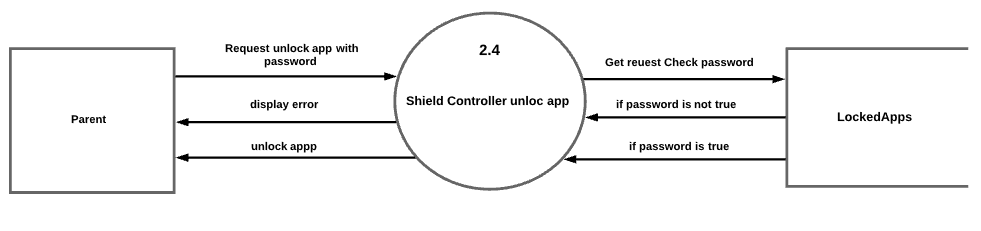 Request unlock app with
password
2.4
Get reuest Check password
display error
Shield Controller unloc app
if password is not true
Parent
LockedApps
unlock appp
if password is true